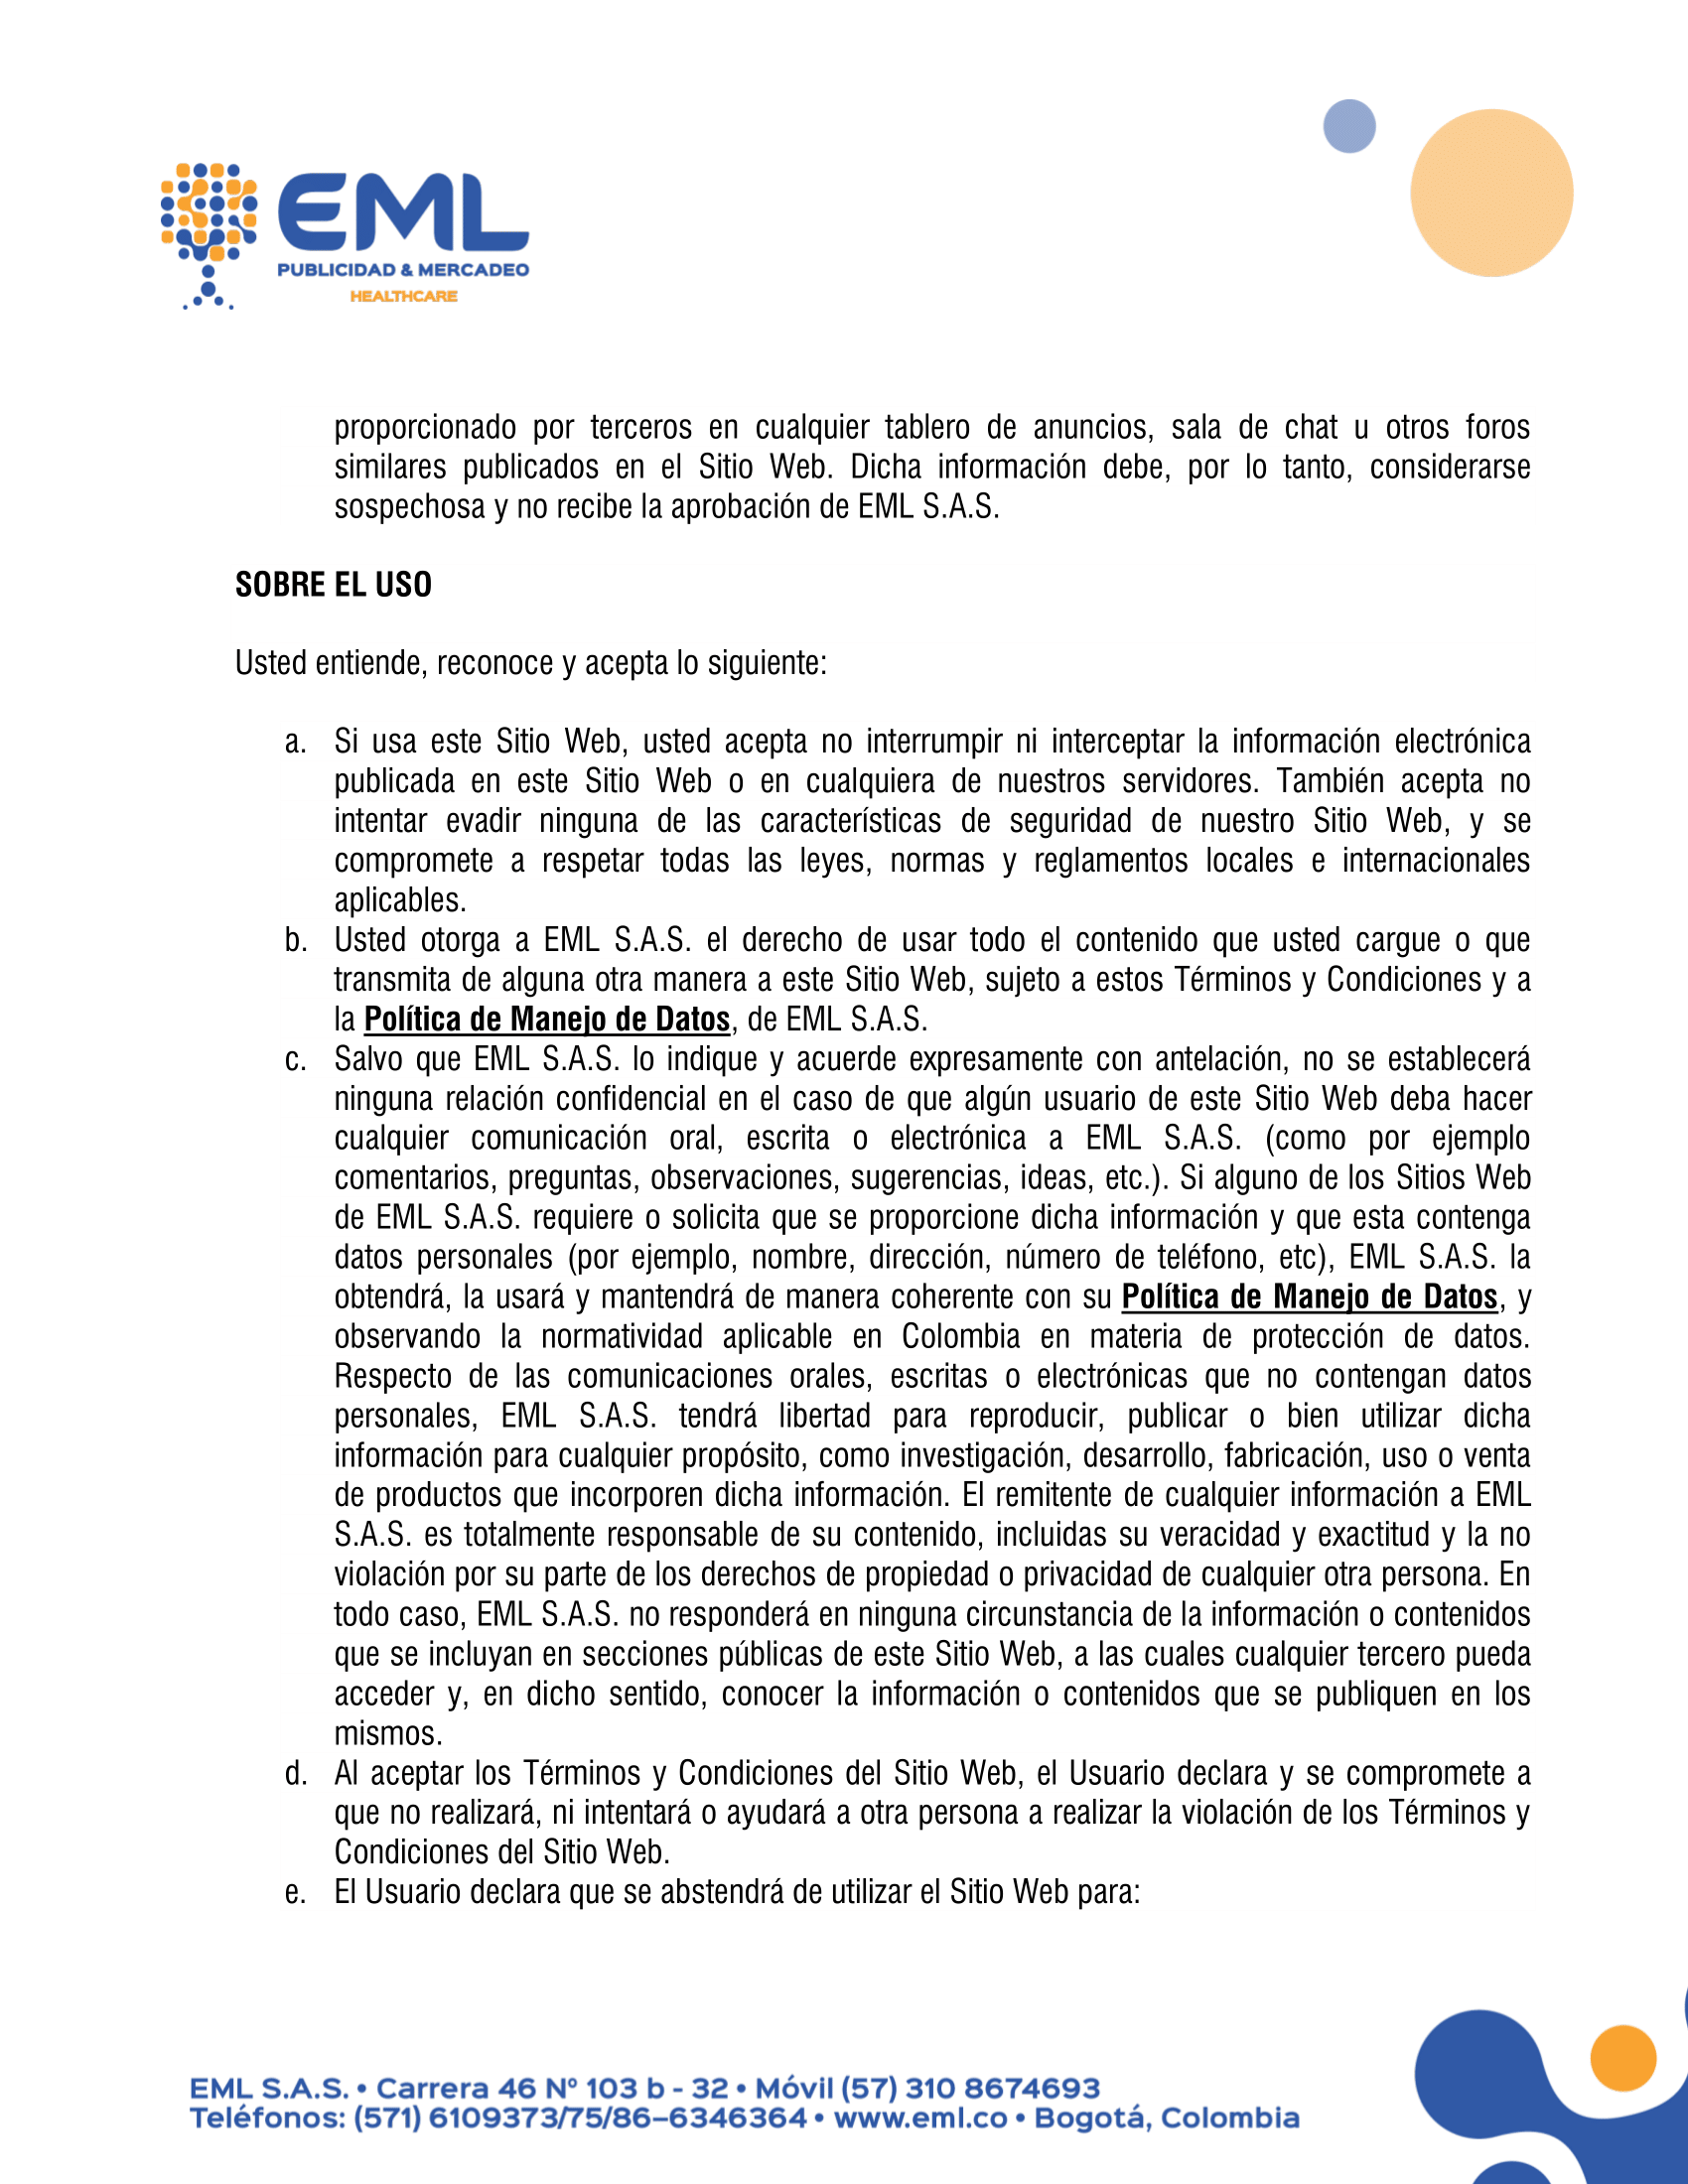 EML
PUBLICIDAD & MERCADEO
HEALTHCARE
proporcionado por terceros en cualquier tablero de anuncios, sala de chat u otros foros
similares publicados en el Sitio Web. Dicha información debe, por lo tanto, considerarse
sospechosa y no recibe la aprobación de EML S.A.S.
SOBRE EL USO
Usted entiende, reconoce y acepta lo siguiente:
a. Si usa este Sitio Web, usted acepta no interrumpir ni interceptar la información electrónica
publicada en este Sitio Web o en cualquiera de nuestros servidores. También acepta no
intentar evadir ninguna de las características de seguridad de nuestro Sitio Web, y se
compromete a respetar todas las leyes, normas y reglamentos locales e internacionales
aplicables.
b. Usted otorga a EML S.A.S. el derecho de usar todo el contenido que usted cargue o que
transmita de alguna otra manera a este Sitio Web, sujeto a estos Términos y Condiciones y a
la Política de Manejo de Datos, de EML S.A.S.
c. Salvo que EML S.A.S. lo indique y acuerde expresamente con antelación, no se establecerá
ninguna relación confidencial en el caso de que algún usuario de este Sitio Web deba hacer
cualquier comunicación oral, escrita o electrónica a EML S.A.S. (como por ejemplo
comentarios, preguntas, observaciones, sugerencias, ideas, etc.). Si alguno de los Sitios Web
de EML S.A.S. requiere o solicita que se proporcione dicha información y que esta contenga
datos personales (por ejemplo, nombre, dirección, número de teléfono, etc), EML S.A.S. la
obtendrá, la usará y mantendrá de manera coherente con su Política de Manejo de Datos, y
observando la normatividad aplicable en Colombia en materia de protección de datos.
Respecto de las comunicaciones orales, escritas o electrónicas que no contengan datos
personales, EML S.A.S. tendrá libertad para reproducir, publicar o bien utilizar dicha
información para cualquier propósito, como investigación, desarrollo, fabricación, uso o venta
de productos que incorporen dicha información. El remitente de cualquier información a EML
S.A.S. es totalmente responsable de su contenido, incluidas su veracidad y exactitud y la no
violación por su parte de los derechos de propiedad o privacidad de cualquier otra persona. En
todo caso, EML S.A.S. no responderá en ninguna circunstancia de la información o contenidos
que se incluyan en secciones públicas de este Sitio Web, a las cuales cualquier tercero pueda
acceder y, en dicho sentido, conocer la información o contenidos que se publiquen en los
mismos.
d. Al aceptar los Términos y Condiciones del Sitio Web, el Usuario declara y se compromete a
que no realizará, ni intentará o ayudará a otra persona a realizar la violación de los Términos y
Condiciones del Sitio Web.
e. El Usuario declara que se abstendrá de utilizar el Sitio Web para:
EML S.A.S. • Carrera 46 Nº 103 b - 32 • Móvil (57) 310 8674693
Teléfonos: (571) 6109373/75/86–6346364 • www.eml.co • Bogotá, Colombia